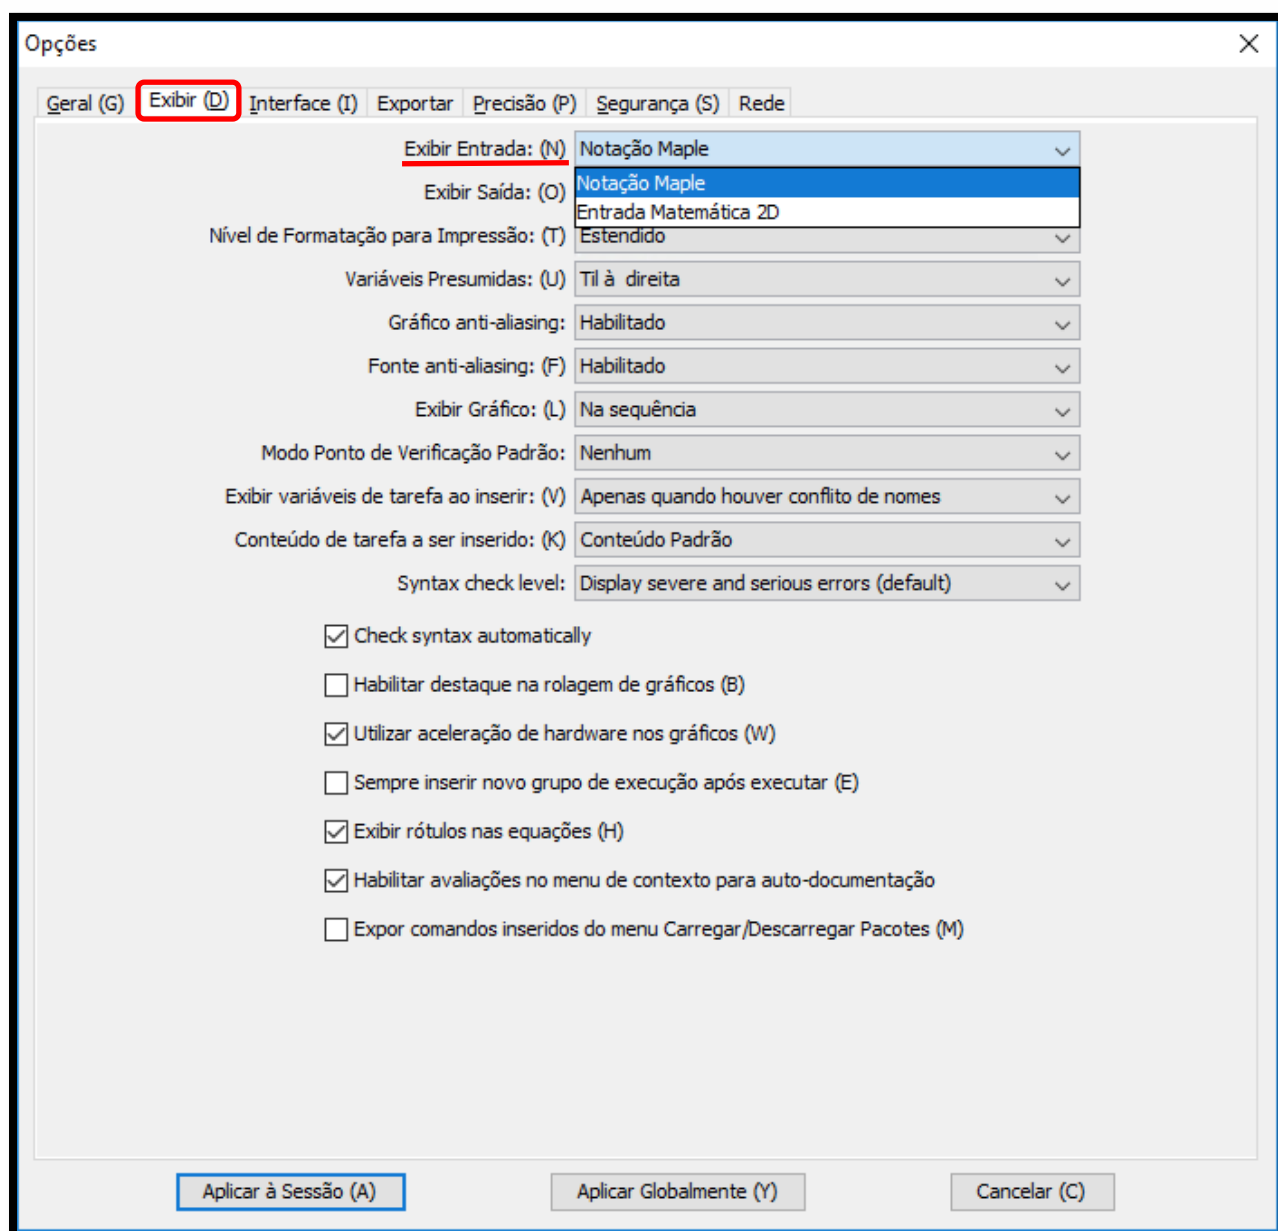 Opções
Geral (G) Exibir (D) Interface (I) Exportar Precisão (P) Segurança (S) Rede
Exibir Entrada: (N) Notação Maple
Notação Maple
Exibir Saída: (O)
Entrada Matemática 2D
Nível de Formatação para Impressão: (T) Estendido
Variáveis Presumidas: (U) Til à direita
Gráfico anti-aliasing: Habilitado
Fonte anti-aliasing: (F) Habilitado
Exibir Gráfico: (L) Na sequência
Modo Ponto de Verificação Padrão: Nenhum
Exibir variáveis de tarefa ao inserir: (V) Apenas quando houver conflito de nomes
Conteúdo de tarefa a ser inserido: (K) Conteúdo Padrão
Syntax check level: Display severe and serious errors (default)
Check syntax automatically
Habilitar destaque na rolagem de gráficos (B)
Utilizar aceleração de hardware nos gráficos (W)
Sempre inserir novo grupo de execução após executar (E)
Exibir rótulos nas equações (H)
Habilitar avaliações no menu de contexto para auto-documentação
Expor comandos inseridos do menu Carregar/Descarregar Pacotes (M)
Aplicar à Sessão (A) Aplicar Globalmente (Y) Cancelar (C)